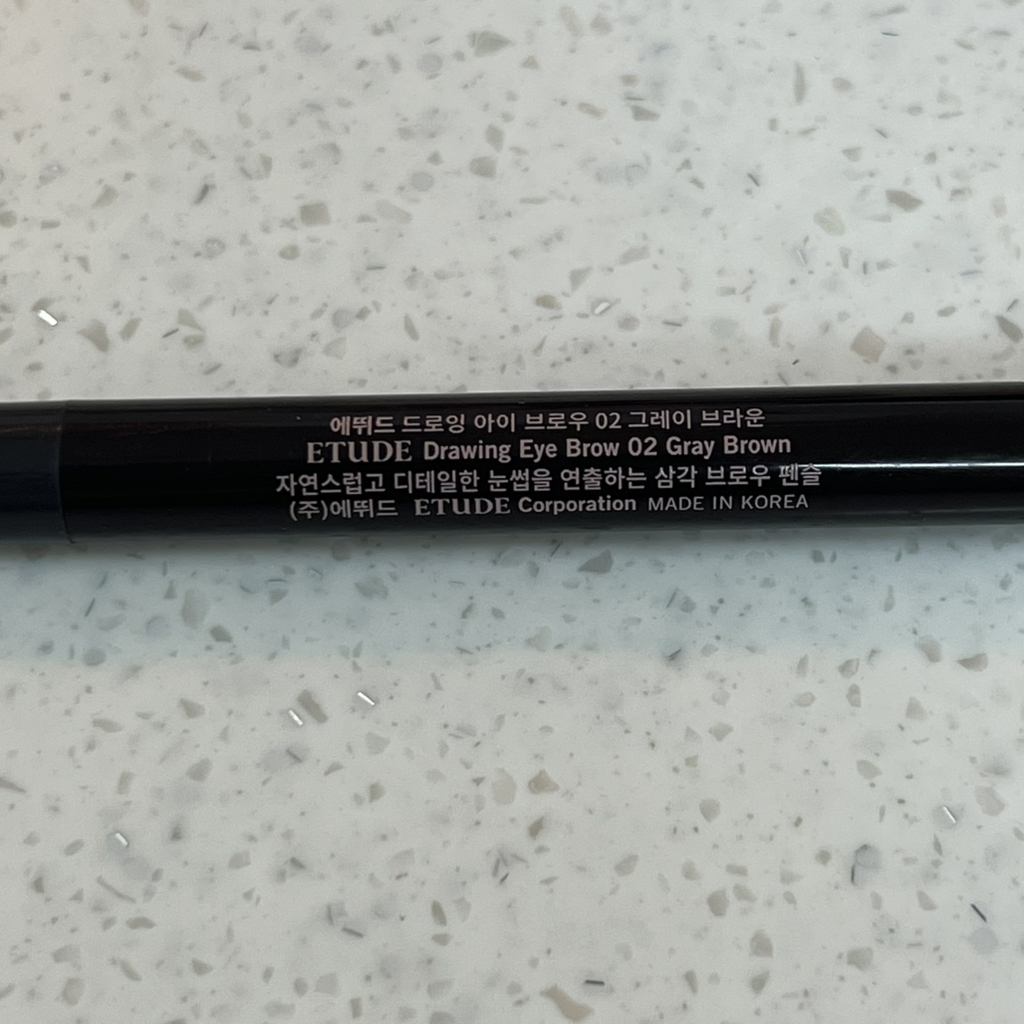 에뛰드 드로잉 아이 브로우 02 그레이 브라운
ETUDE Drawing Eye Brow 02 Gray Brown
자연스럽고 디테일한 눈썹을 연출하는 삼각 브로우 펜슬
(주)에뛰드 ETUDE Corporation MADE IN KOREA